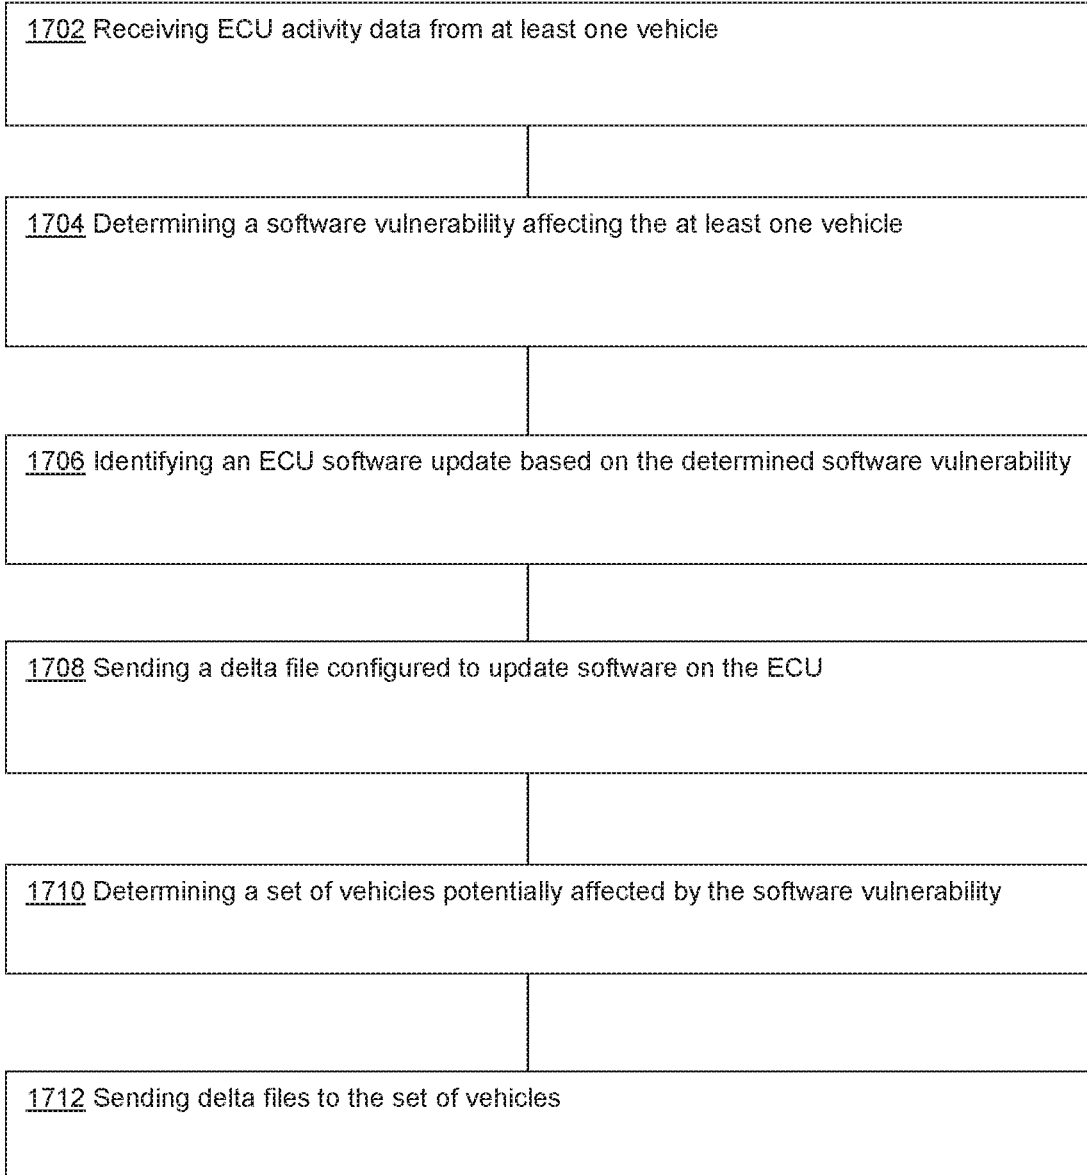 1702 Receiving ECU activity data from at least one vehicle
1704 Determining a software vulnerability affecting the at least one vehicle
1706 Identifying an ECU software update based on the determined software vulnerability
1708 Sending a delta file configured to update software on the ECU
1710 Determining a set of vehicles potentially affected by the software vulnerability
1712 Sending delta files to the set of vehicles